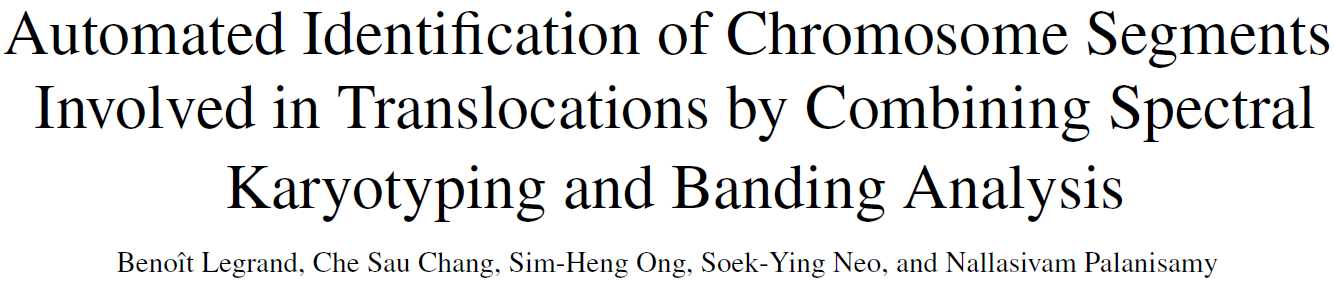 Automated Identification of Chromosome Segments
Involved in Translocations by Combining Spectral
Karyotyping and Banding Analysis
Benoît Legrand, Che Sau Chang, Sim-Heng Ong, Soek-Ying Neo, and Nallasivam Palanisamy